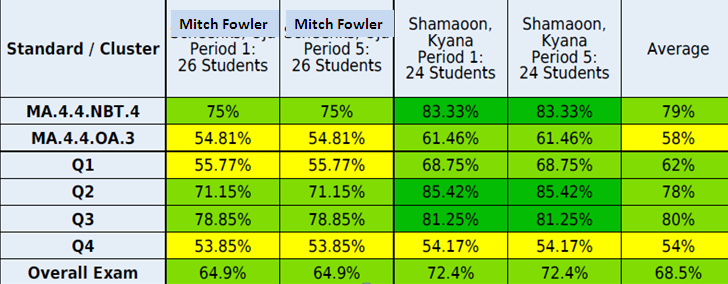 Standard / Cluster Mitch Fowler Period 1: 26 Students Mitch Fowler Period 5: 26 Students Shamaoon, Kyana Period 1: 24 Students Shamaoon, Kyana Period 5: 24 Students Average
MA.4.4.NBT.4 75% 75% 83.33% 83.33% 79%
MA.4.4.OA.3 54.81% 54.81% 61.46% 61.46% 58%
Q1 55.77% 55.77% 68.75% 68.75% 62%
Q2 71.15% 71.15% 85.42% 85.42% 78%
Q3 78.85% 78.85% 81.25% 81.25% 80%
Q4 53.85% 53.85% 54.17% 54.17% 54%
Overall Exam 64.9% 64.9% 72.4% 72.4% 68.5%